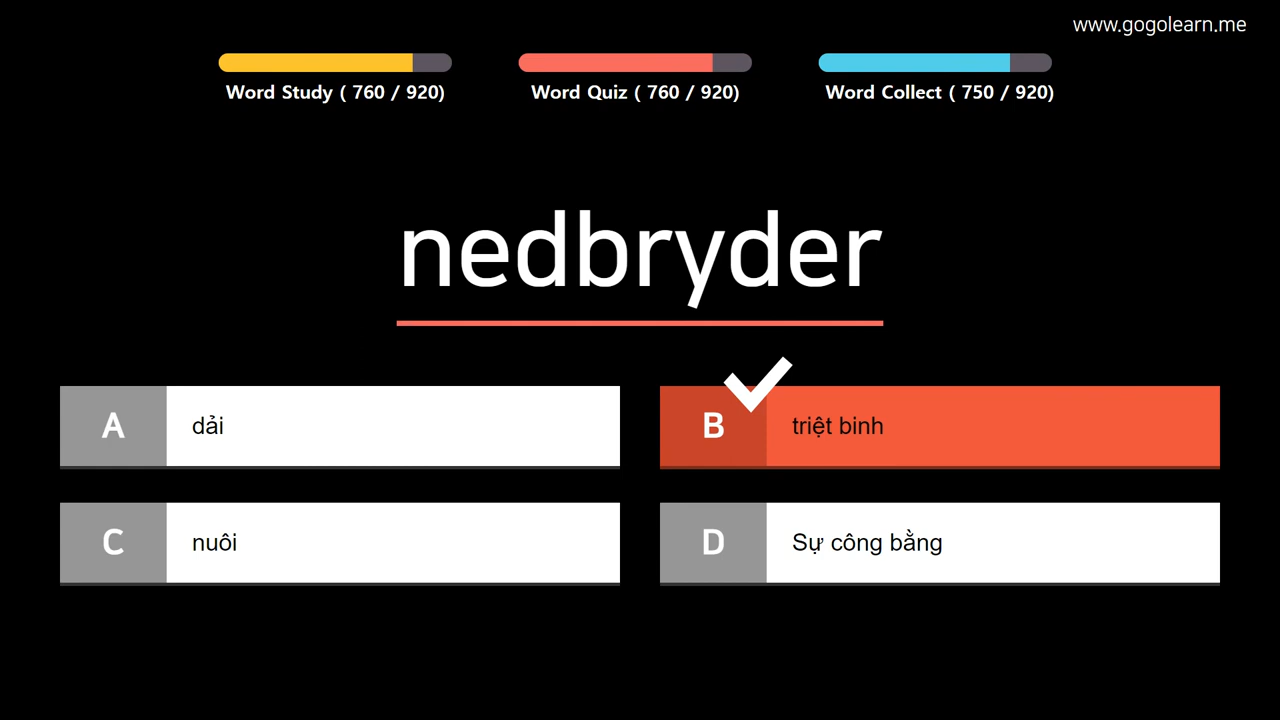 www.gogolearn.me
Word Study ( 760 / 920)
Word Quiz ( 760 / 920)
Word Collect ( 750 / 920)
nedbryder
A dải
B triệt binh
C nuôi
D Sự công bằng